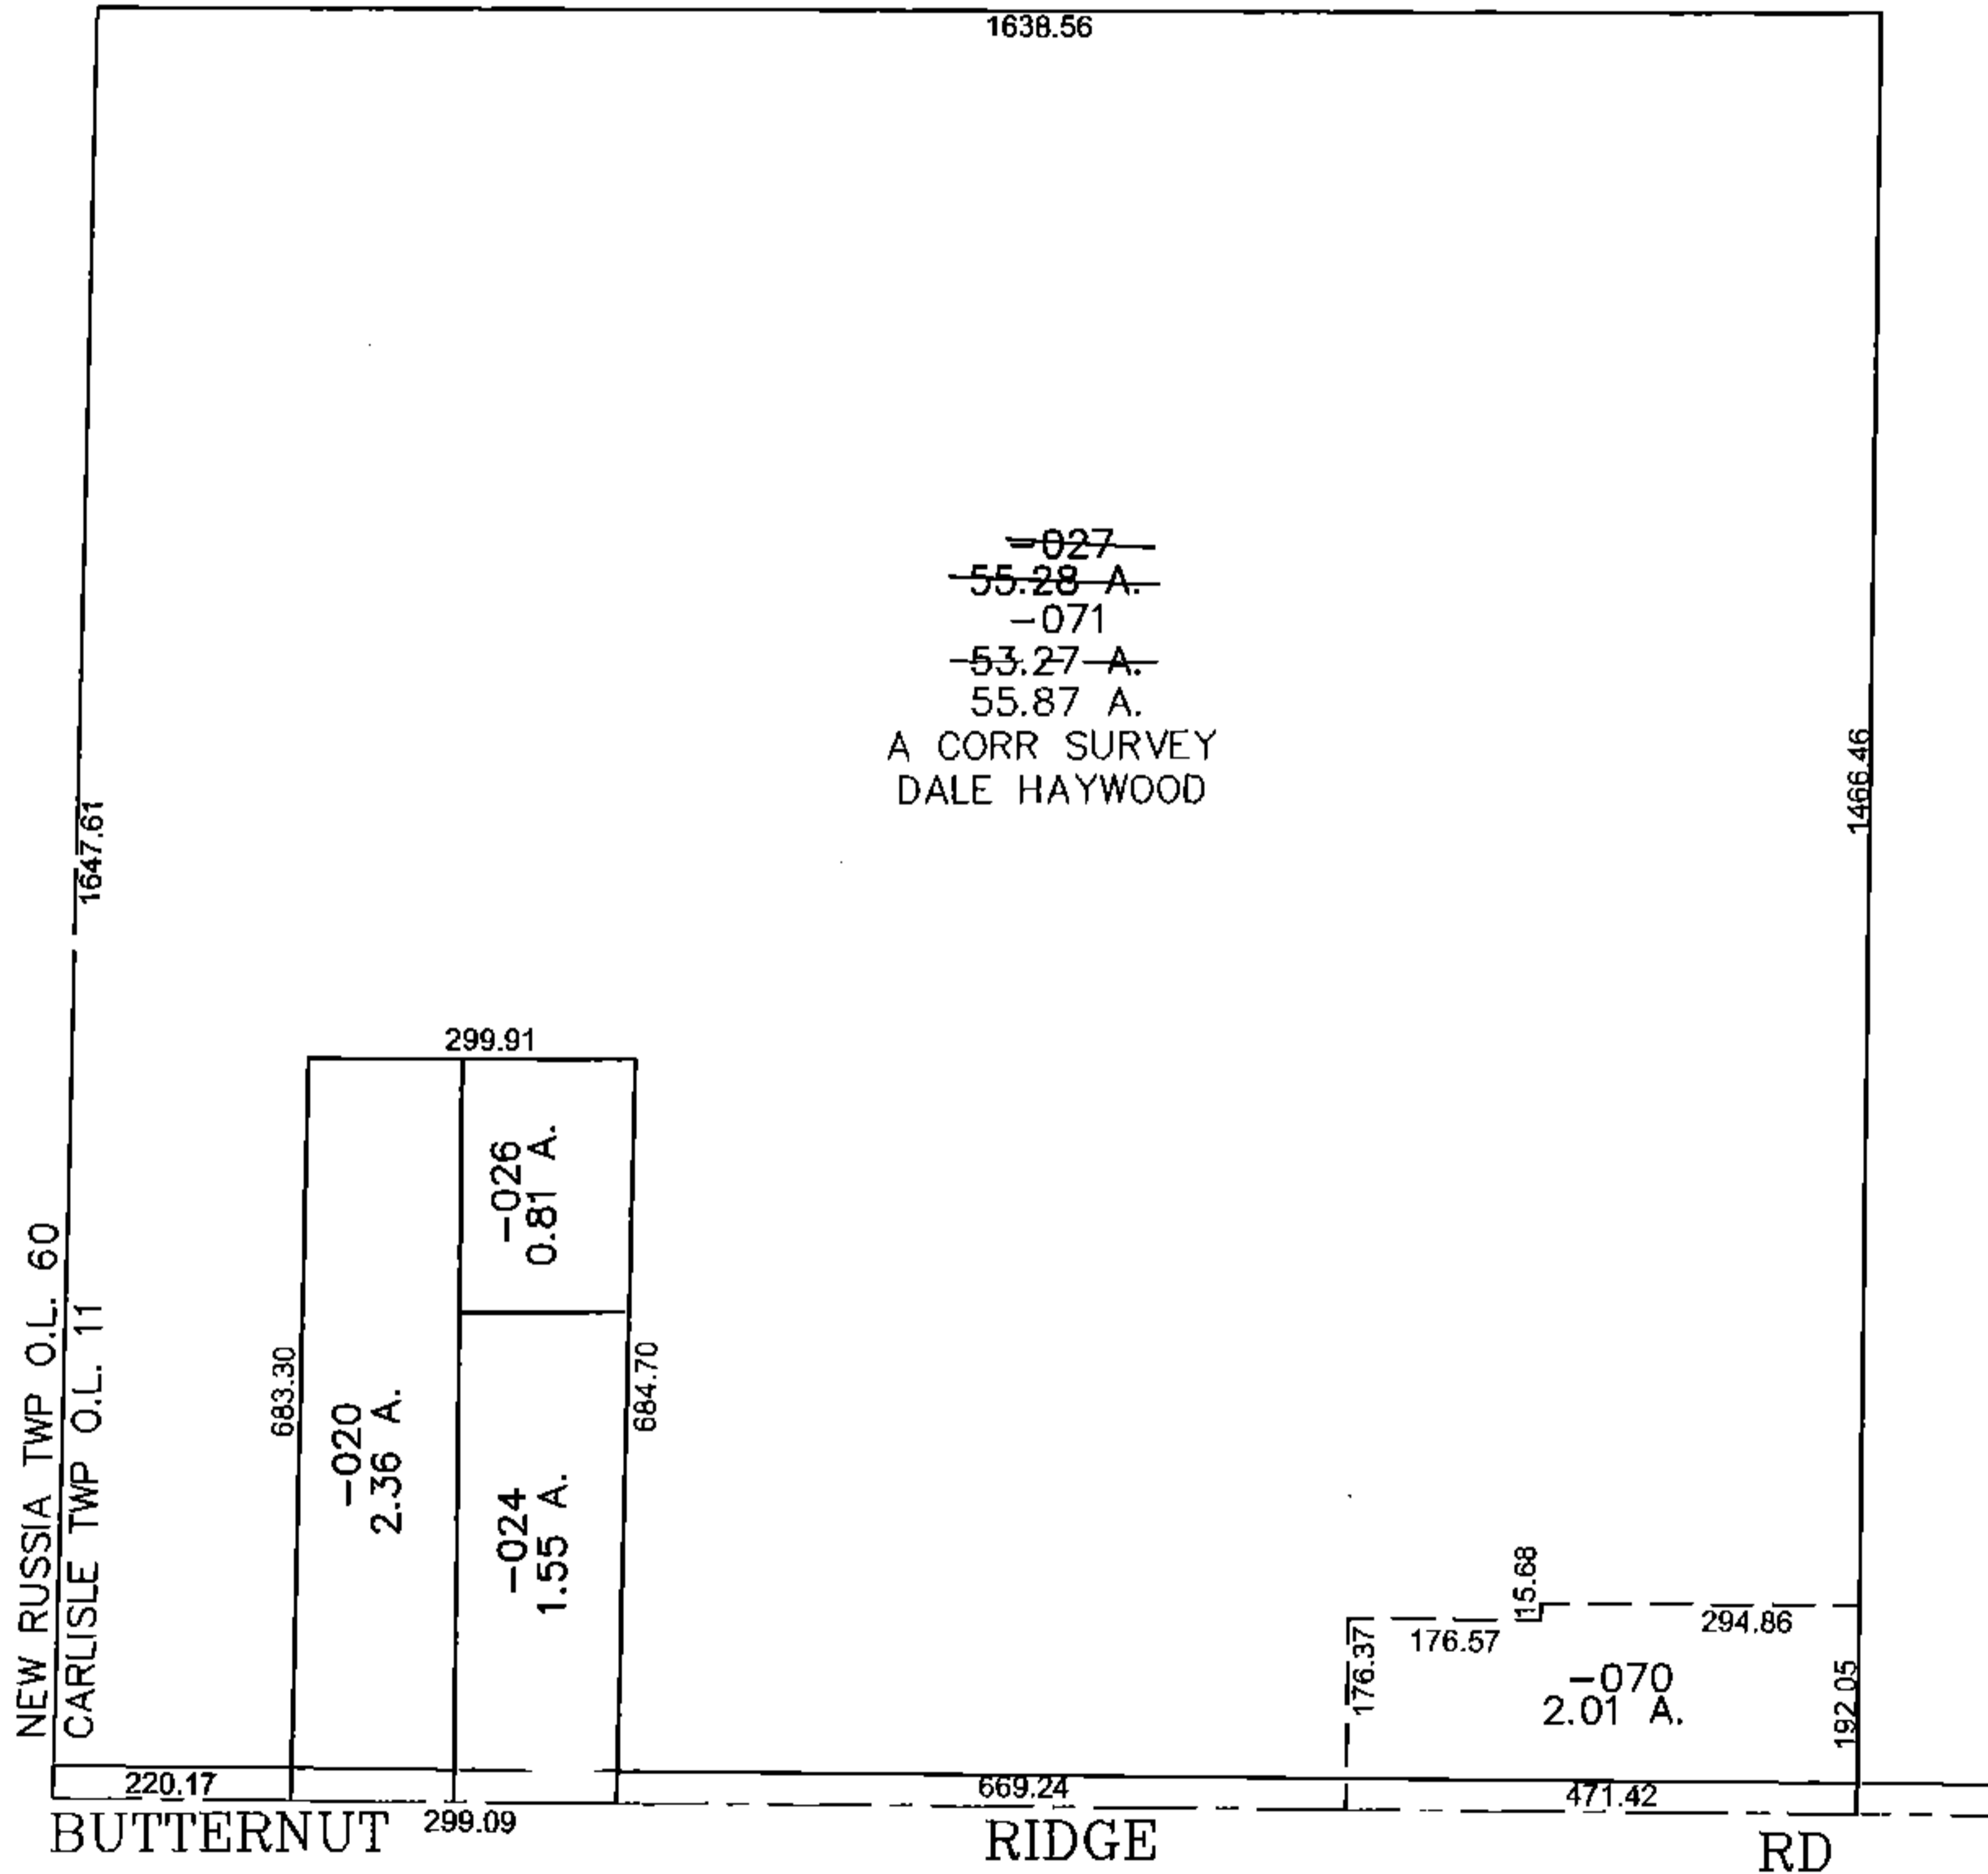 1638.56
-027
55.28 A.
-071
53.27 A.
55.87 A.
A CORR SURVEY
DALE HAYWOOD
1647.61
1466.46
299.91
-026
0.81 A.
NEW RUSSIA TWP O.L. 60
CARLISLE TWP O.L. 11
683.30
-020
2.36 A.
684.70
-024
1.55 A.
15.68
176.37
176.57
294.86
-070
2.01 A.
192.05
220.17
669.24
471.42
BUTTERNUT
299.09
RIDGE
RD